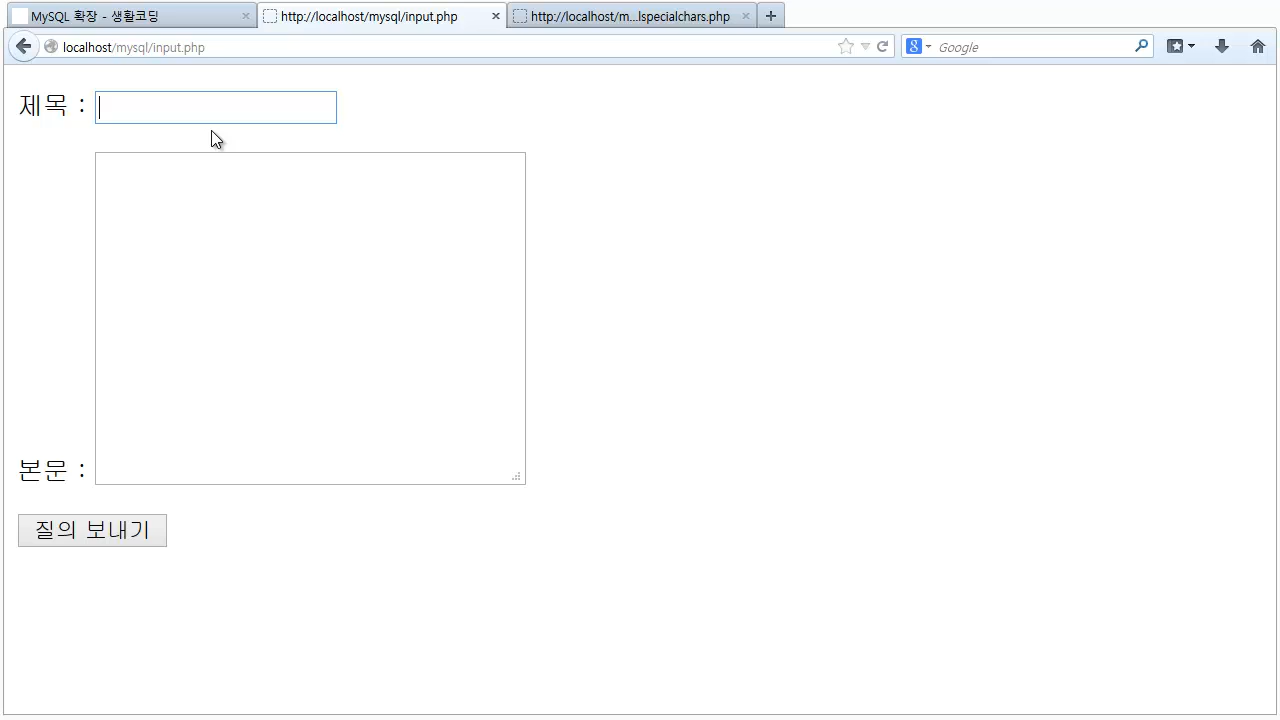 MySQL 확장 - 생활코딩
http://localhost/mysql/input.php
http://localhost/m...lspecialchars.php
localhost/mysql/input.php
Google
제목 :
본문 :
질의 보내기